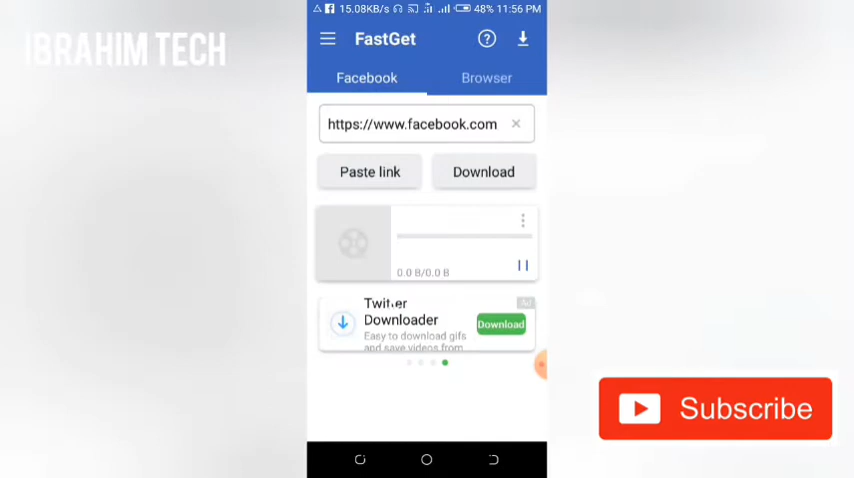 IBRAHIM TECH
15.08KB/s 48% 11:56 PM
FastGet
Facebook Browser
https://www.facebook.com
Paste link Download
0.0 B/0.0 B
Ad
Twitter
Downloader
Download
Easy to download gifs
and save videos from
Subscribe